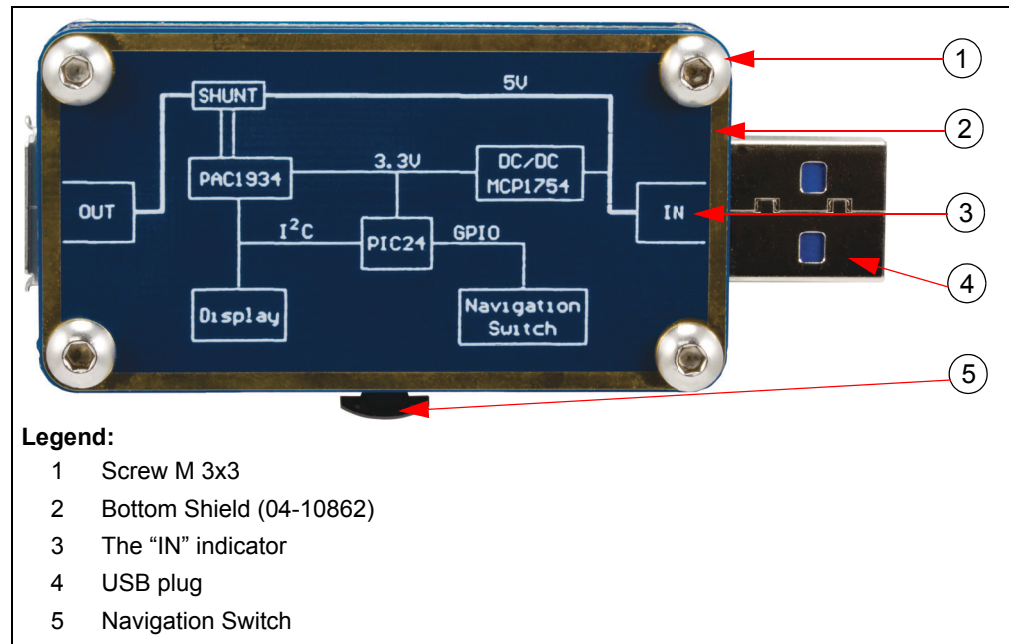 1
5V
SHUNT
2
3.3V
DC/DC
MCP1754
PAC1934
OUT
IN
3
I²C
GPIO
PIC24
4
Display
Navigation
Switch
5
Legend:
1 Screw M 3x3
2 Bottom Shield (04-10862)
3 The “IN” indicator
4 USB plug
5 Navigation Switch